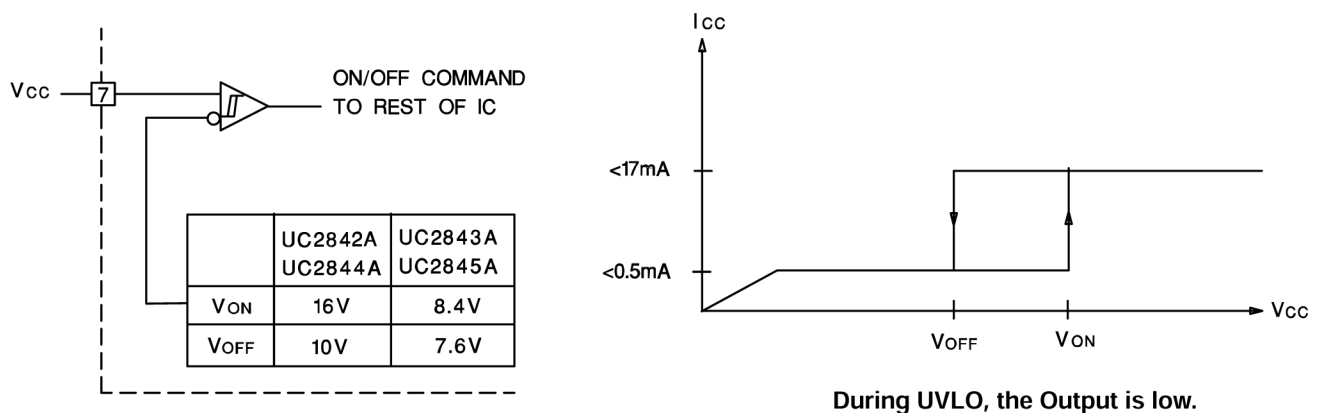 Vcc
7
ON/OFF COMMAND
TO REST OF IC
UC2842A UC2843A
UC2844A UC2845A
VON 16V 8.4V
VOFF 10V 7.6V
Icc
<17mA
<0.5mA
Vcc
VOFF VON
During UVLO, the Output is low.